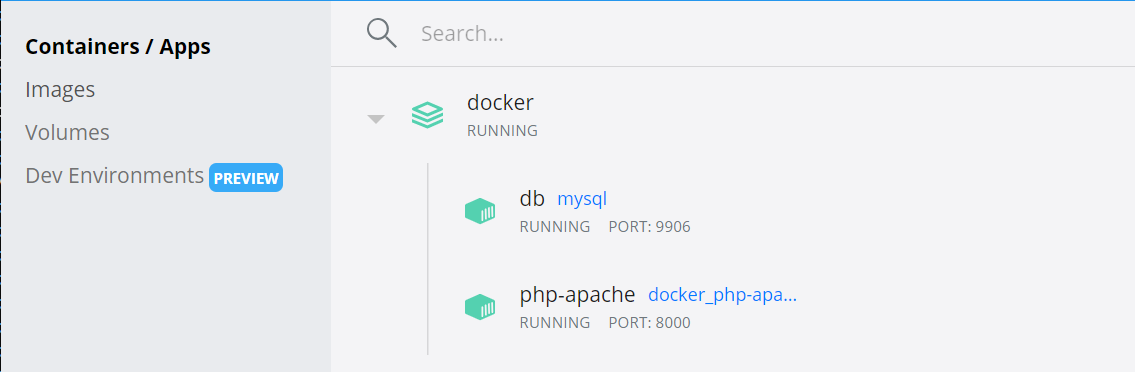 Containers / Apps
Images
Volumes
Dev Environments PREVIEW
Search...
docker
RUNNING
db mysql
RUNNING PORT: 9906
php-apache docker_php-apa...
RUNNING PORT: 8000